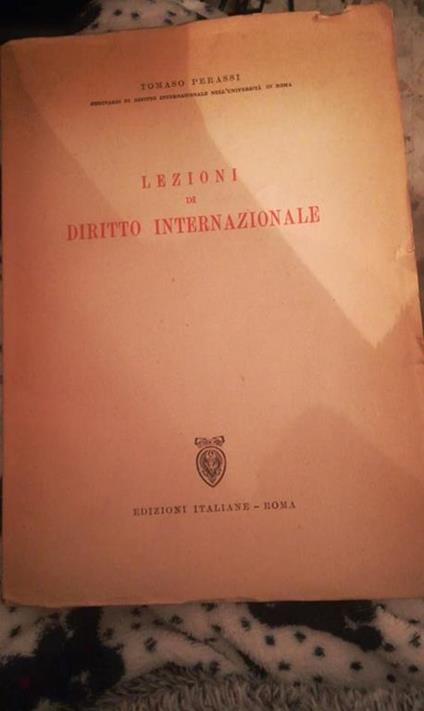 TOMASO PERASSI
ORDINARIO DI DIRITTO INTERNAZIONALE NELL'UNIVERSITÀ DI ROMA
LEZIONI
DI
DIRITTO INTERNAZIONALE
EDIZIONI ITALIANE – ROMA